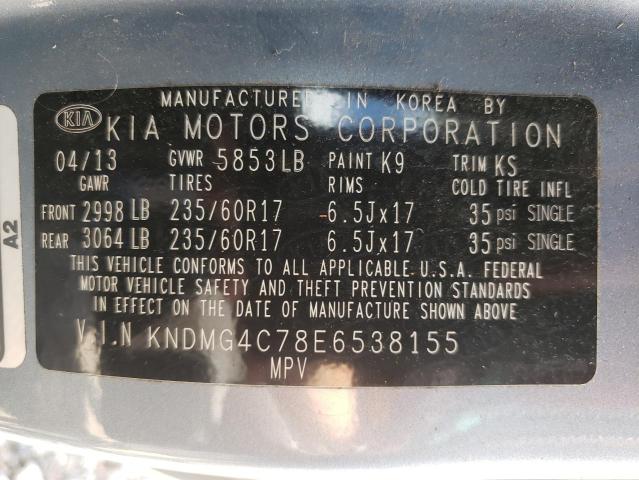 MANUFACTURED IN KOREA BY
KIA KIA MOTORS CORPORATION
04/13 GVWR 5853LB PAINT K9 TRIM KS
GAWR TIRES RIMS COLD TIRE INFL
FRONT 2998 LB 235/60R17 6.5Jx17 35 psi SINGLE
REAR 3064 LB 235/60R17 6.5Jx17 35 psi SINGLE
THIS VEHICLE CONFORMS TO ALL APPLICABLE U.S.A. FEDERAL
MOTOR VEHICLE SAFETY AND THEFT PREVENTION STANDARDS
IN EFFECT ON THE DATE OF MANUFACTURE SHOWN ABOVE
V.I.N KNDMG4C78E6538155
MPV
A2